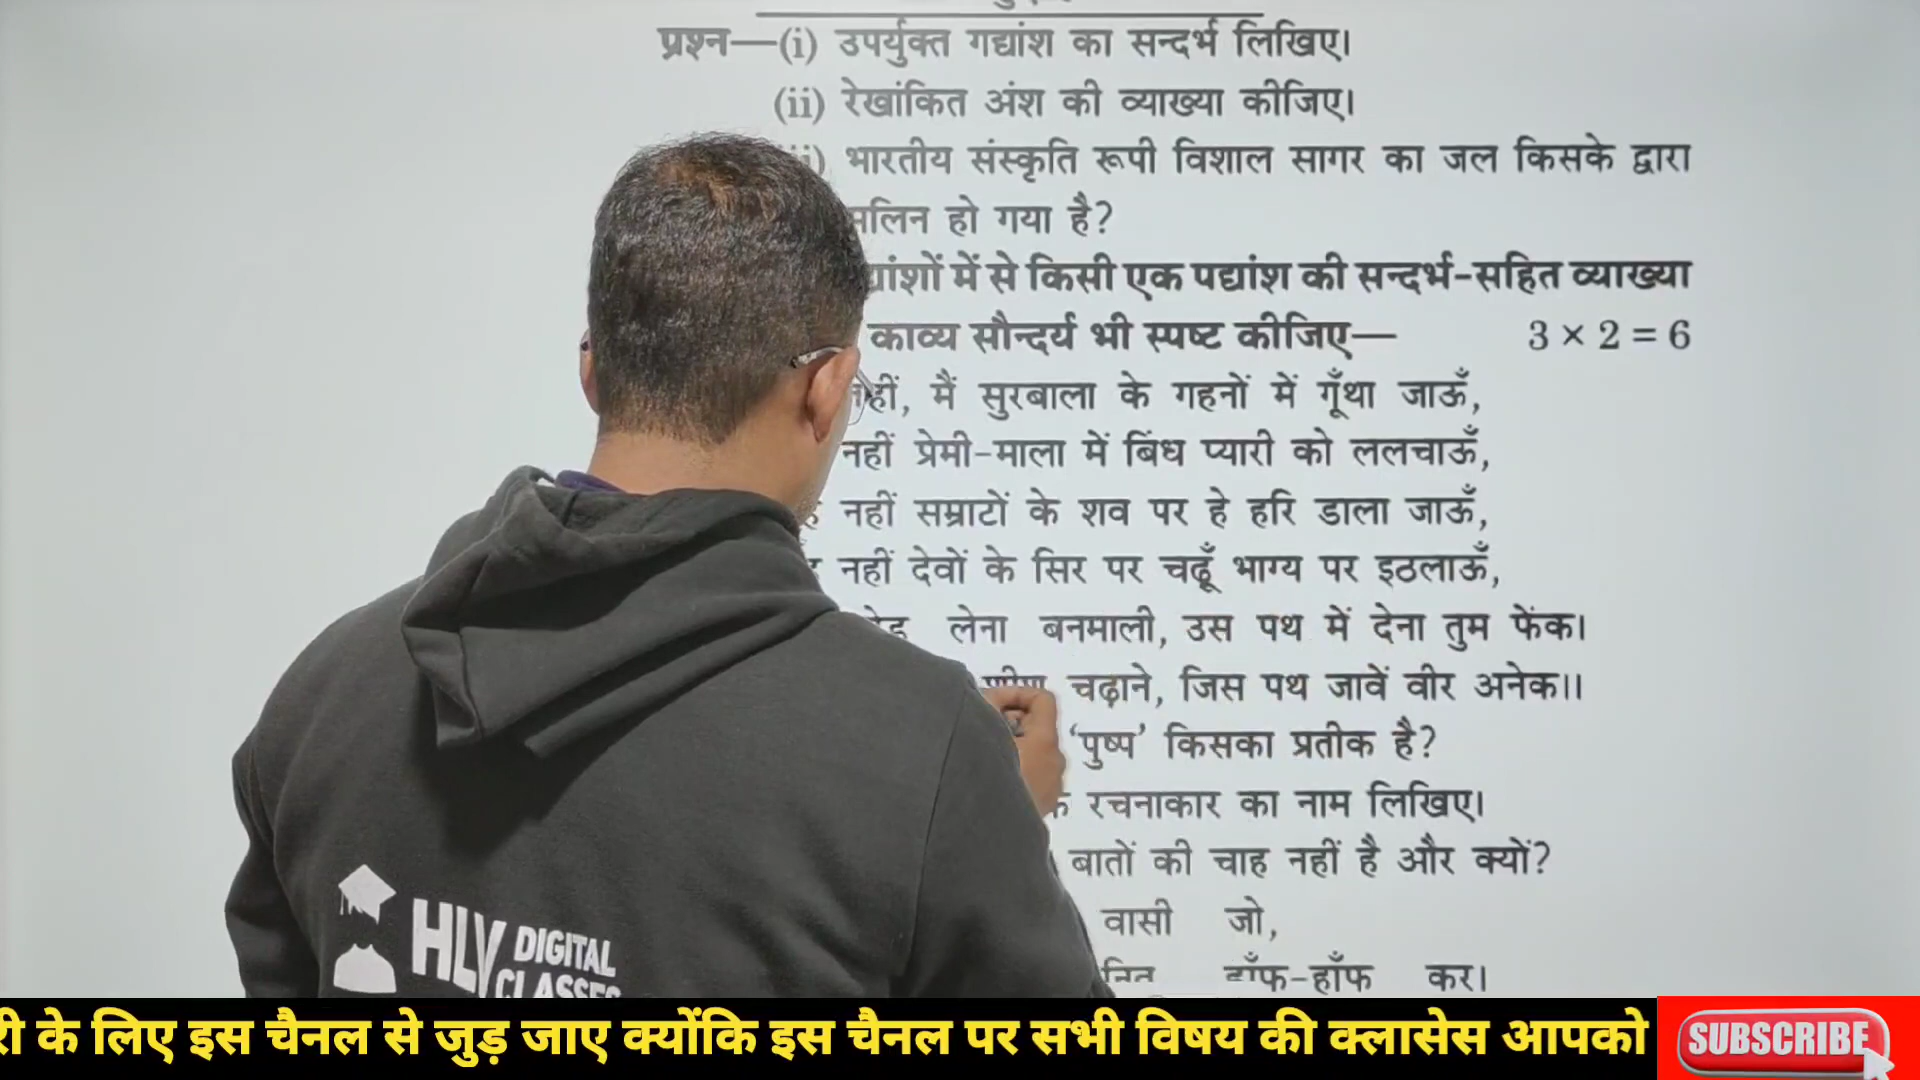 प्रश्न—(i) उपर्युक्त गद्यांश का सन्दर्भ लिखिए।
(ii) रेखांकित अंश की व्याख्या कीजिए।
भारतीय संस्कृति रूपी विशाल सागर का जल किसके द्वारा
मलिन हो गया है?
में से किसी एक पद्यांश की सन्दर्भ-सहित व्याख्या
काव्य सौन्दर्य भी स्पष्ट कीजिए— 3 × 2 = 6
नहीं, मैं सुरबाला के गहनों में गूँथा जाऊँ,
नहीं प्रेमी-माला में बिंध प्यारी को ललचाऊँ,
नहीं सम्राटों के शव पर हे हरि डाला जाऊँ,
नहीं देवों के सिर पर चढ़ूँ भाग्य पर इठलाऊँ,
लेना बनमाली, उस पथ में देना तुम फेंक।
चढ़ाने, जिस पथ जावें वीर अनेक।।
‘पुष्प’ किसका प्रतीक है?
रचनाकार का नाम लिखिए।
बातों की चाह नहीं है और क्यों?
वासी जो,
हाँफ-हाँफ कर।
HLV DIGITAL CLASSES
के लिए इस चैनल से जुड़ जाए क्योंकि इस चैनल पर सभी विषय की क्लासेस आपको
SUBSCRIBE